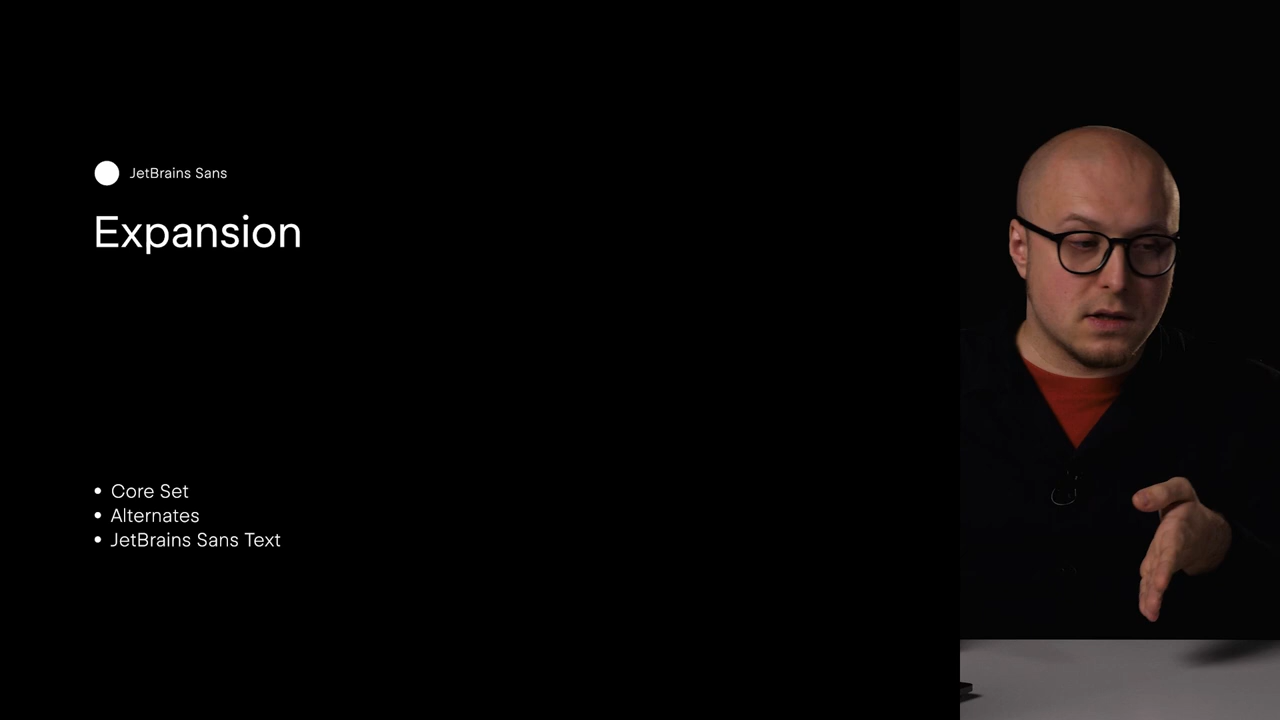 JetBrains Sans
Expansion
• Core Set
• Alternates
• JetBrains Sans Text